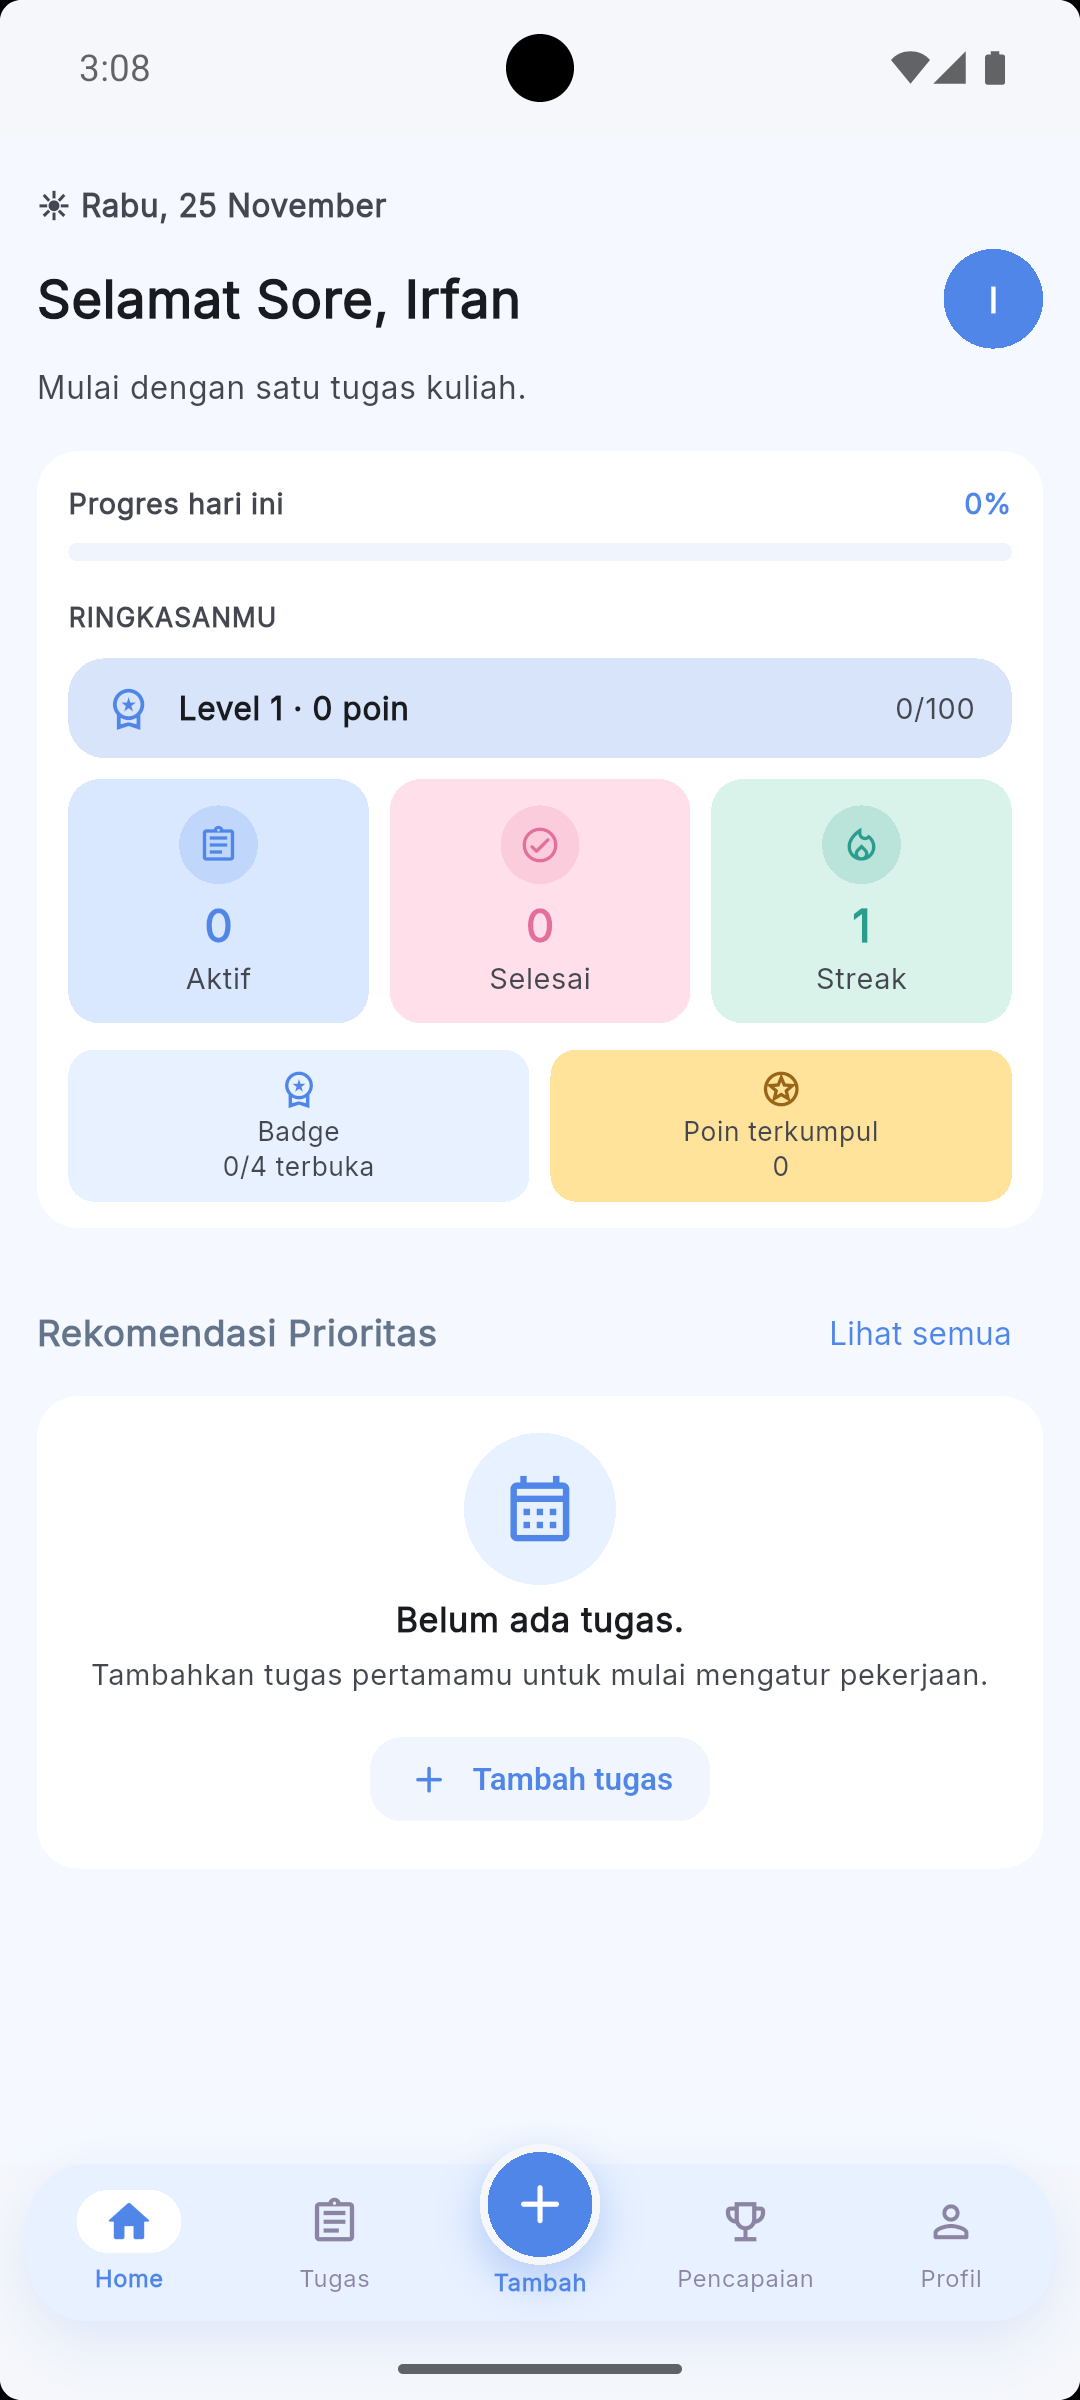 3:08
Rabu, 25 November
Selamat Sore, Irfan
I
Mulai dengan satu tugas kuliah.
Progres hari ini
0%
RINGKASANMU
Level 1 · 0 poin
0/100
0
Aktif
0
Selesai
1
Streak
Badge
0/4 terbuka
Poin terkumpul
0
Rekomendasi Prioritas
Lihat semua
Belum ada tugas.
Tambahkan tugas pertamamu untuk mulai mengatur pekerjaan.
Tambah tugas
Home
Tugas
Tambah
Pencapaian
Profil